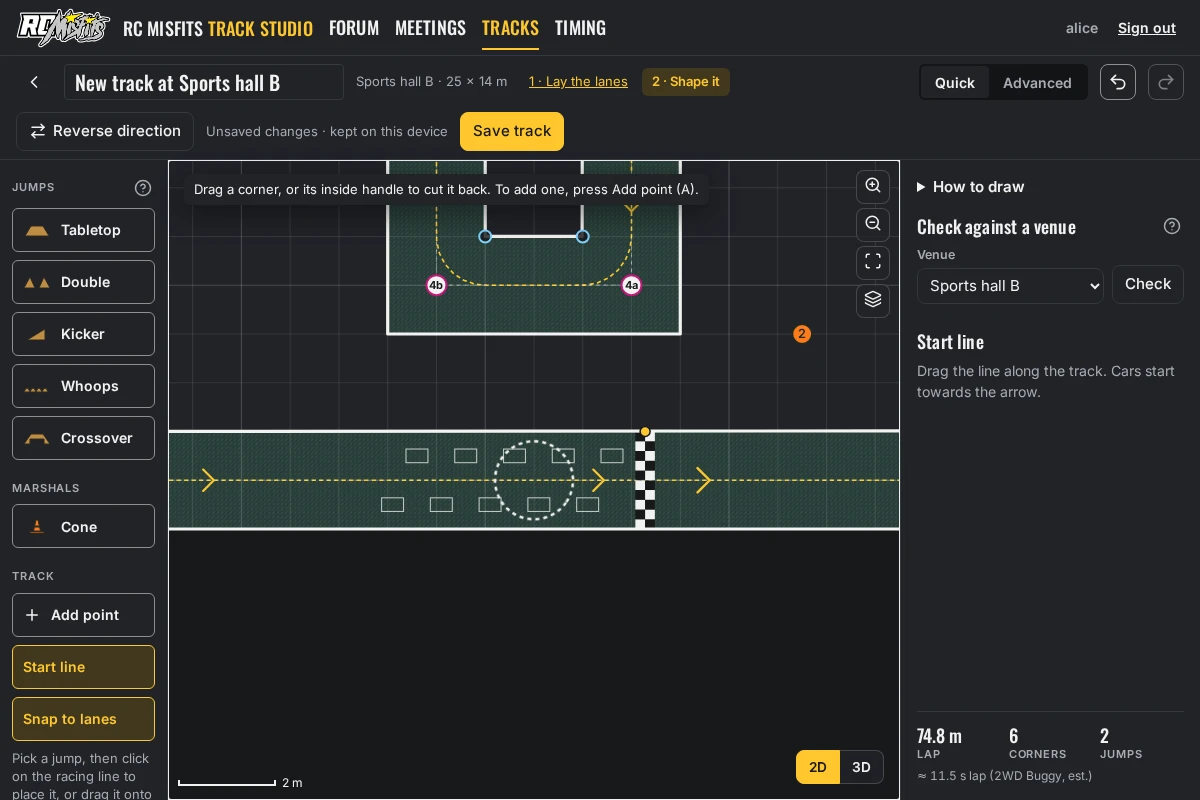 RC Misfits
RC MISFITS TRACK STUDIO
FORUM
MEETINGS
TRACKS
TIMING
alice
Sign out
New track at Sports hall B
Sports hall B · 25 × 14 m
1 · Lay the lanes
2 · Shape it
Quick
Advanced
Reverse direction
Unsaved changes · kept on this device
Save track
JUMPS
Tabletop
Double
Kicker
Whoops
Crossover
MARSHALS
Cone
TRACK
Add point
Start line
Snap to lanes
Pick a jump, then click
on the racing line to
place it, or drag it onto
Drag a corner, or its inside handle to cut it back. To add one, press Add point (A).
4b
4a
2
2 m
2D
3D
How to draw
Check against a venue
Venue
Sports hall B
Check
Start line
Drag the line along the track. Cars start
towards the arrow.
74.8 m
LAP
6
CORNERS
2
JUMPS
≈ 11.5 s lap (2WD Buggy, est.)